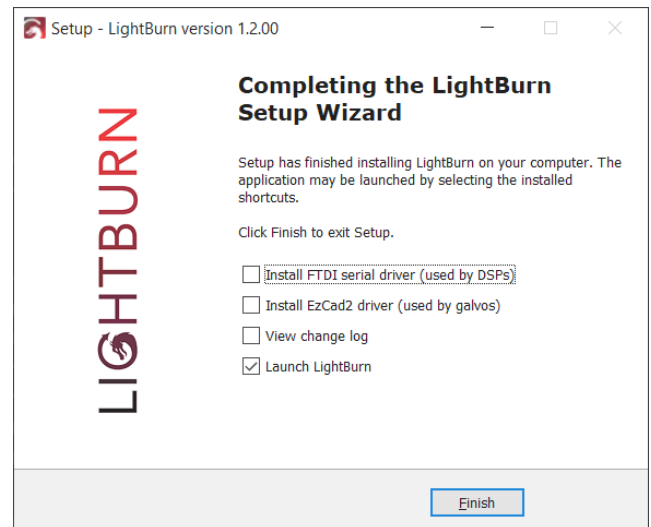 Setup - LightBurn version 1.2.00
LIGHTBURN
Completing the LightBurn
Setup Wizard
Setup has finished installing LightBurn on your computer. The
application may be launched by selecting the installed
shortcuts.
Click Finish to exit Setup.
Install FTDI serial driver (used by DSPs)
Install EzCad2 driver (used by galvos)
View change log
Launch LightBurn
Finish